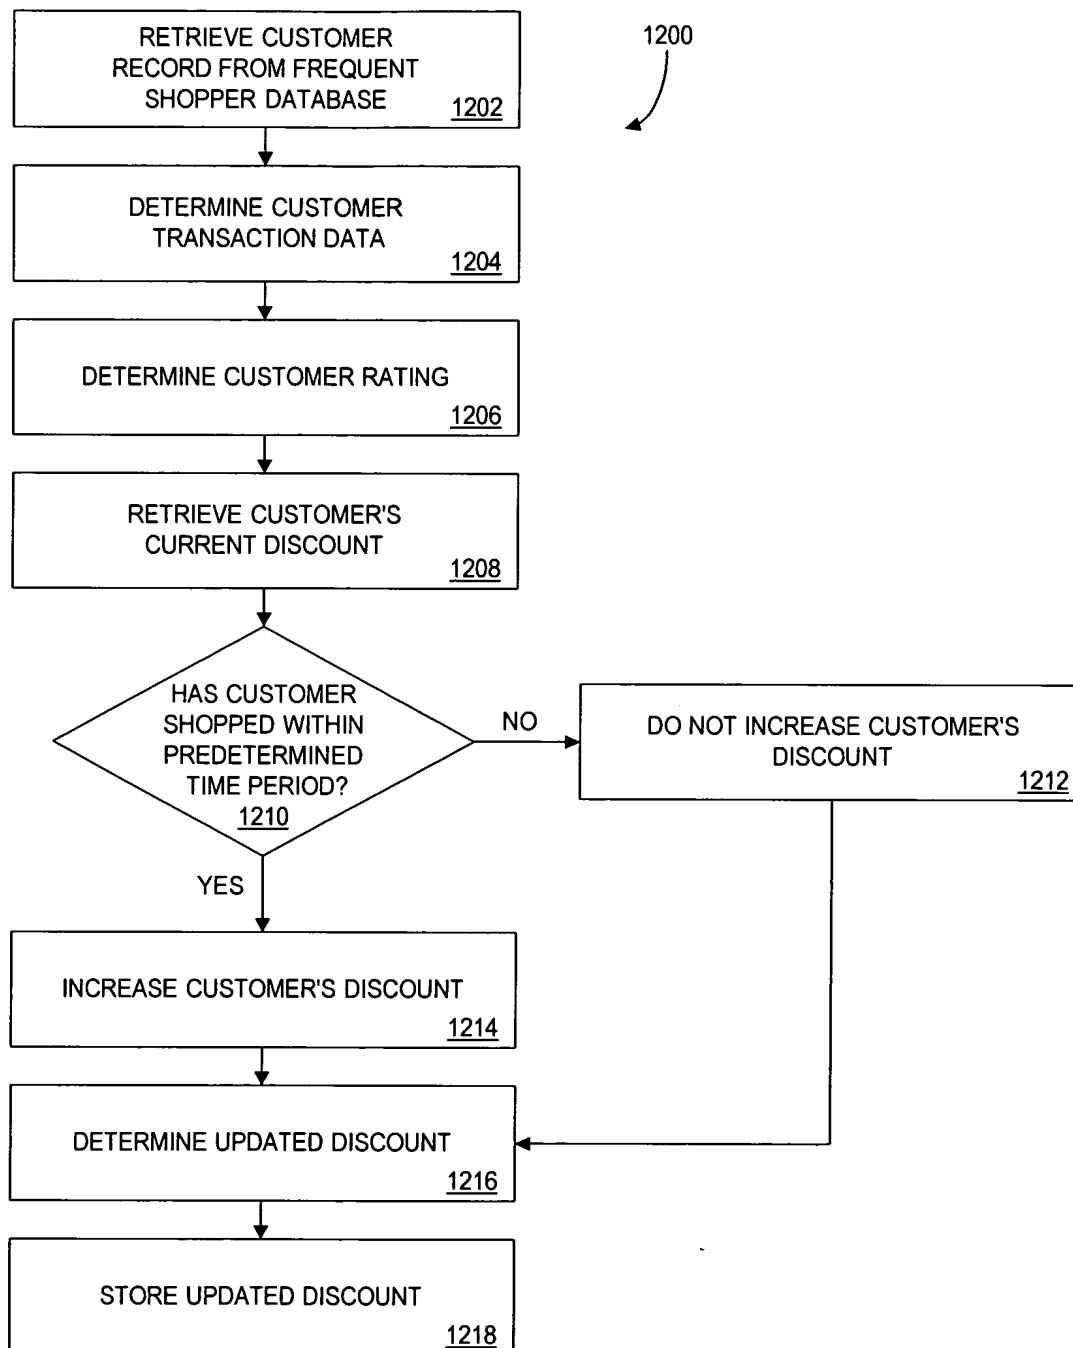 RETRIEVE CUSTOMER
RECORD FROM FREQUENT
SHOPPER DATABASE
1202
1200
DETERMINE CUSTOMER
TRANSACTION DATA
1204
DETERMINE CUSTOMER RATING
1206
RETRIEVE CUSTOMER'S
CURRENT DISCOUNT
1208
HAS CUSTOMER
SHOPPED WITHIN
PREDETERMINED
TIME PERIOD?
1210
NO
DO NOT INCREASE CUSTOMER'S
DISCOUNT
1212
YES
INCREASE CUSTOMER'S DISCOUNT
1214
DETERMINE UPDATED DISCOUNT
1216
STORE UPDATED DISCOUNT
1218